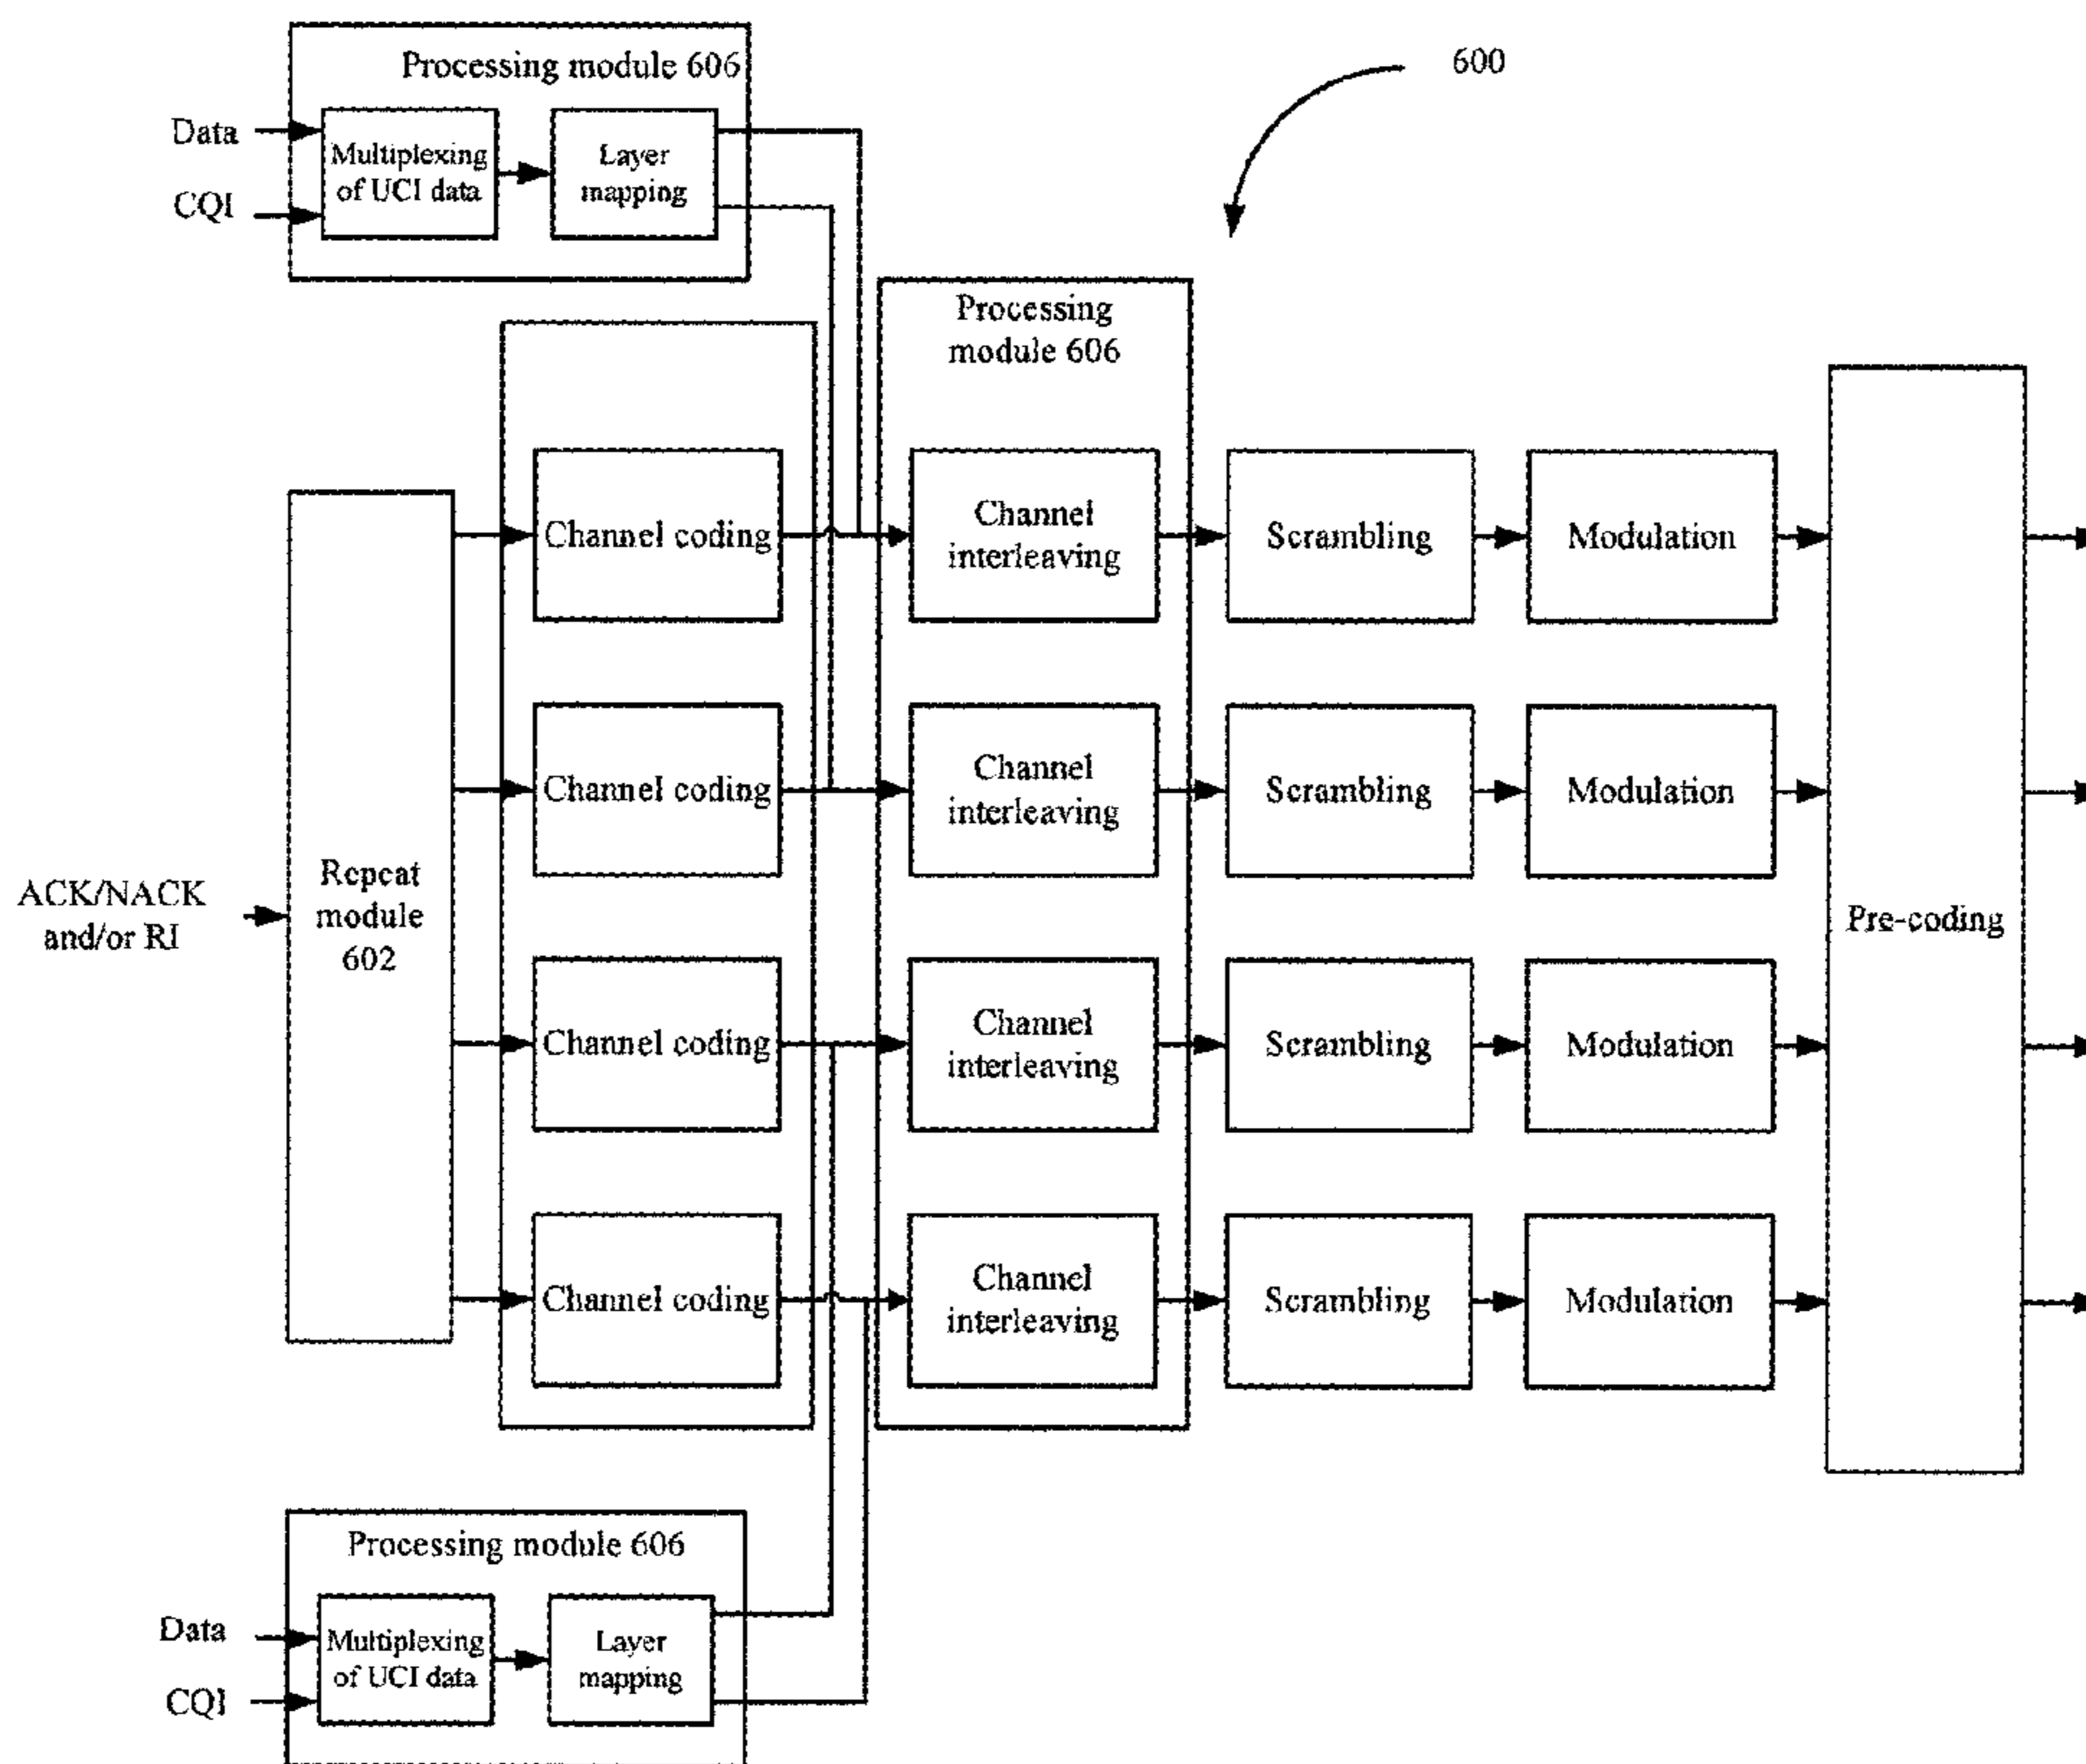 Processing module 606
600
Data
CQI
Multiplexing
of UCI data
Layer
mapping
Processing
module 606
ACK/NACK
and/or RI
Repeat
module
602
Channel coding
Channel
interleaving
Scrambling
Modulation
Channel coding
Channel
interleaving
Scrambling
Modulation
Channel coding
Channel
interleaving
Scrambling
Modulation
Channel coding
Channel
interleaving
Scrambling
Modulation
Pre-coding
Processing module 606
Data
CQI
Multiplexing
of UCI data
Layer
mapping